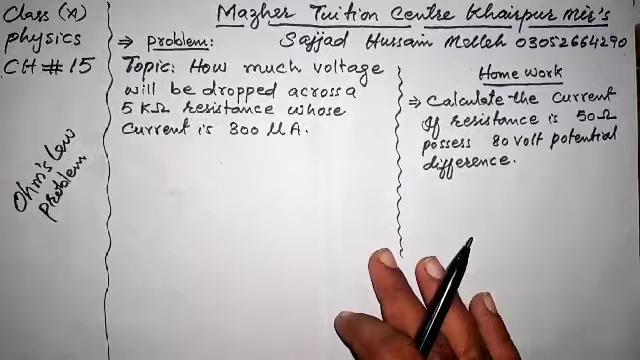 Class (X)
physics
CH # 15
Ohm's Law
problem
Mazher Tuition Centre Khairpur Mir's
Sajjad Hussain Melleh 03052664290
⇒ problem:
Topic: How much voltage
will be dropped across a
5 KΩ resistance whose
Current is 300 µA.
Home Work
⇒ Calculate the Current
If resistance is 50Ω
possess 80 volt potential
difference.